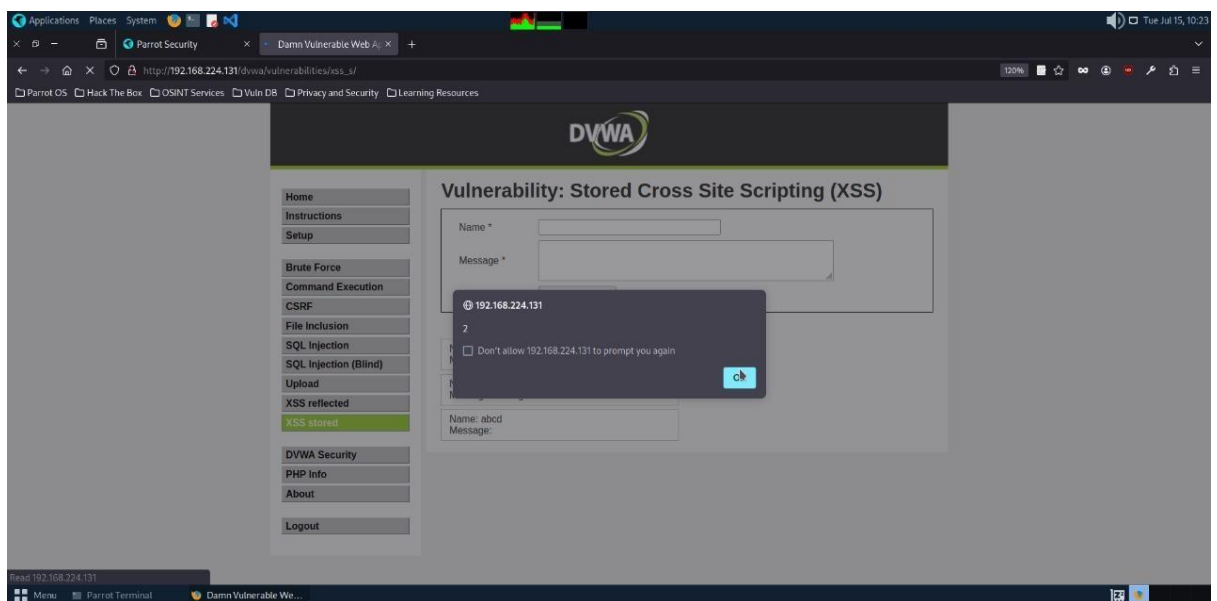 Applications Places System Tue Jul 15, 10:23
Parrot Security × Damn Vulnerable Web Ap × +
http://192.168.224.131/dvwa/vulnerabilities/xss_s/ 120%
Parrot OS Hack The Box OSINT Services Vuln DB Privacy and Security Learning Resources
DVWA
Vulnerability: Stored Cross Site Scripting (XSS)
Home
Instructions
Setup
Brute Force
Command Execution
CSRF
File Inclusion
SQL Injection
SQL Injection (Blind)
Upload
XSS reflected
XSS stored
DVWA Security
PHP Info
About
Logout
Name *
Message *
192.168.224.131
2
Don't allow 192.168.224.131 to prompt you again
OK
Name: abcd
Message:
Read 192.168.224.131
Menu Parrot Terminal Damn Vulnerable We...